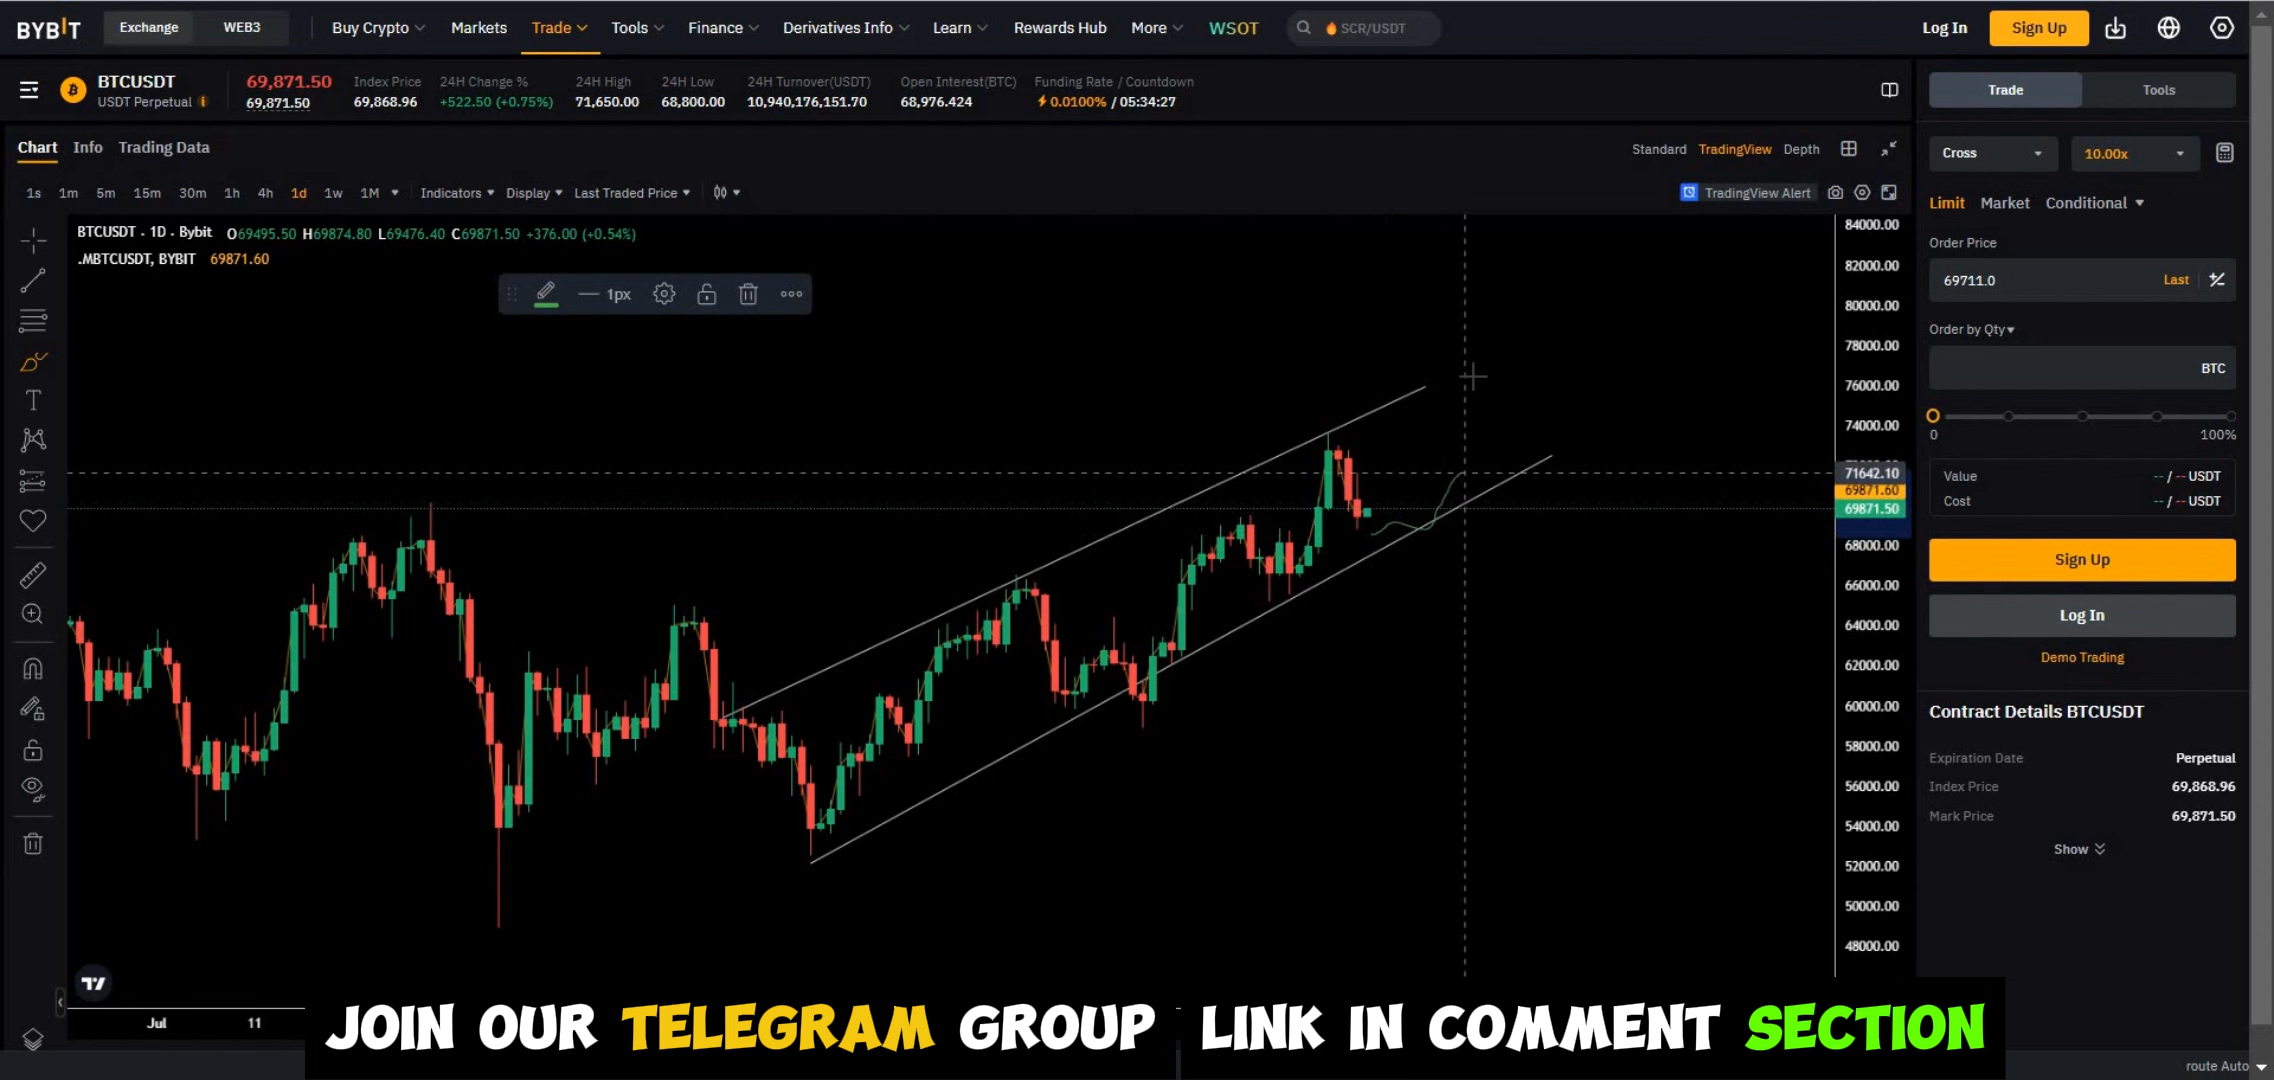 BYBIT Exchange WEB3 Buy Crypto Markets Trade Tools Finance Derivatives Info Learn Rewards Hub More WSOT SCR/USDT Log In Sign Up
BTCUSDT
USDT Perpetual
69,871.50
69,871.50
Index Price
69,868.96
24H Change %
+522.50 (+0.75%)
24H High
71,650.00
24H Low
68,800.00
24H Turnover(USDT)
10,940,176,151.70
Open Interest(BTC)
68,976.424
Funding Rate / Countdown
0.0100% / 05:34:27
Chart Info Trading Data
Standard TradingView Depth
1s 1m 5m 15m 30m 1h 4h 1d 1w 1M Indicators Display Last Traded Price
TradingView Alert
BTCUSDT · 1D · Bybit O69495.50 H69874.80 L69476.40 C69871.50 +376.00 (+0.54%)
.MBTCUSDT, BYBIT 69871.60
1px
84000.00
82000.00
80000.00
78000.00
76000.00
74000.00
71642.10
69871.60
69871.50
68000.00
66000.00
64000.00
62000.00
60000.00
58000.00
56000.00
54000.00
52000.00
50000.00
48000.00
Jul 11
Trade Tools
Cross 10.00x
Limit Market Conditional
Order Price
69711.0 Last
Order by Qty
BTC
0 100%
Value -- / -- USDT
Cost -- / -- USDT
Sign Up
Log In
Demo Trading
Contract Details BTCUSDT
Expiration Date Perpetual
Index Price 69,868.96
Mark Price 69,871.50
Show
JOIN OUR TELEGRAM GROUP LINK IN COMMENT SECTION
route Auto